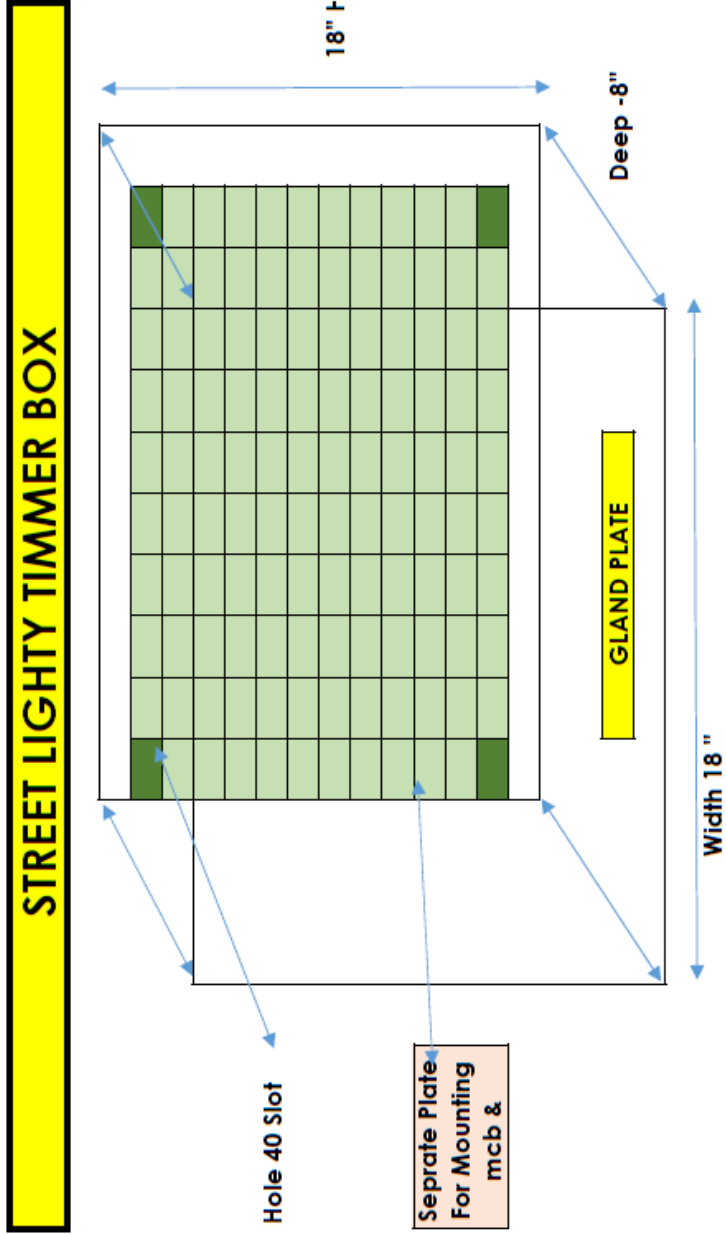 STREET LIGHTY TIMMER BOX
18" H
Deep -8"
Hole 40 Slot
Seprate Plate
For Mounting
mcb &
GLAND PLATE
Width 18 "